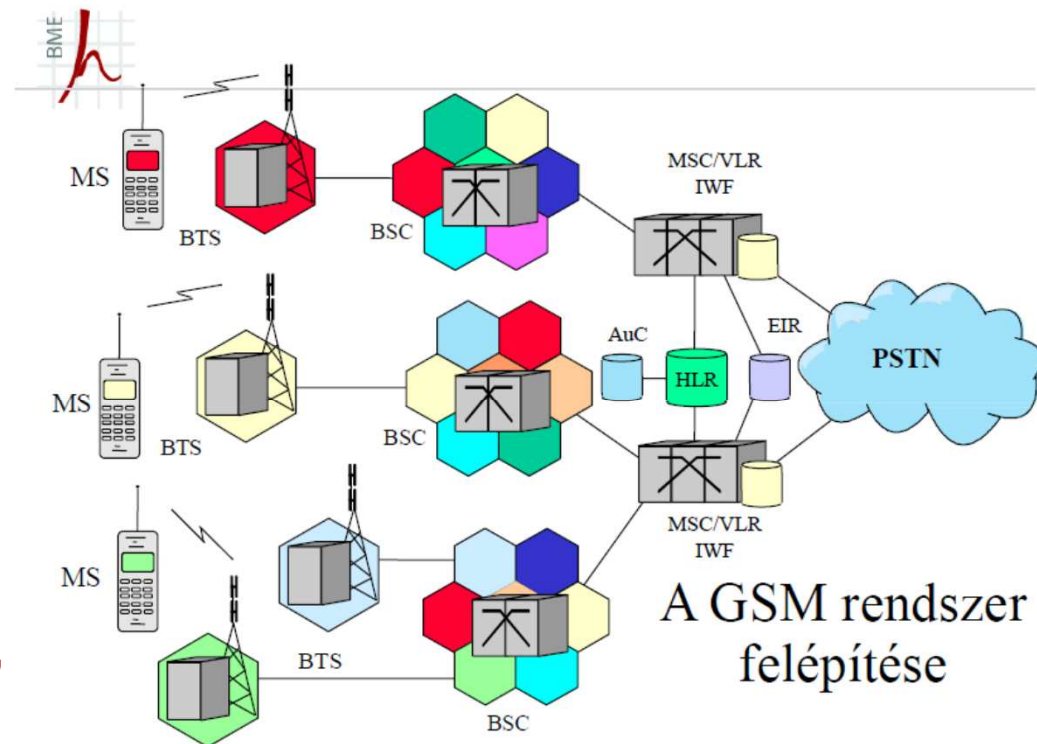 BME
MS
BTS
BSC
MSC/VLR
IWF
MS
BTS
BSC
AuC
HLR
EIR
PSTN
MSC/VLR
IWF
MS
BTS
BSC
A GSM rendszer
felépítése